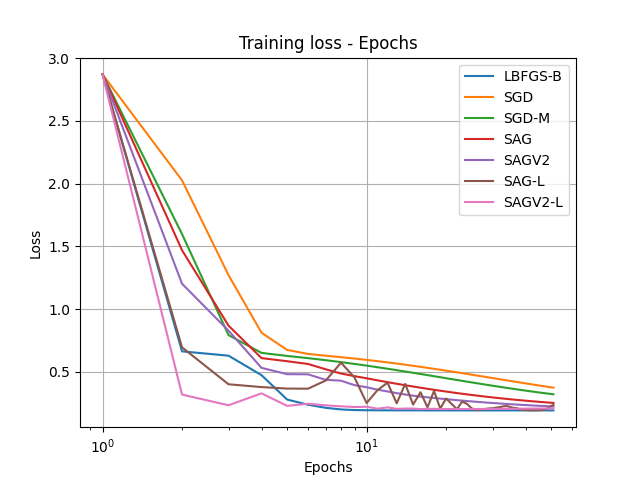 Training loss - Epochs
3.0
2.5
2.0
1.5
1.0
0.5
Loss
LBFGS-B
SGD
SGD-M
SAG
SAGV2
SAG-L
SAGV2-L
10⁰
10¹
Epochs